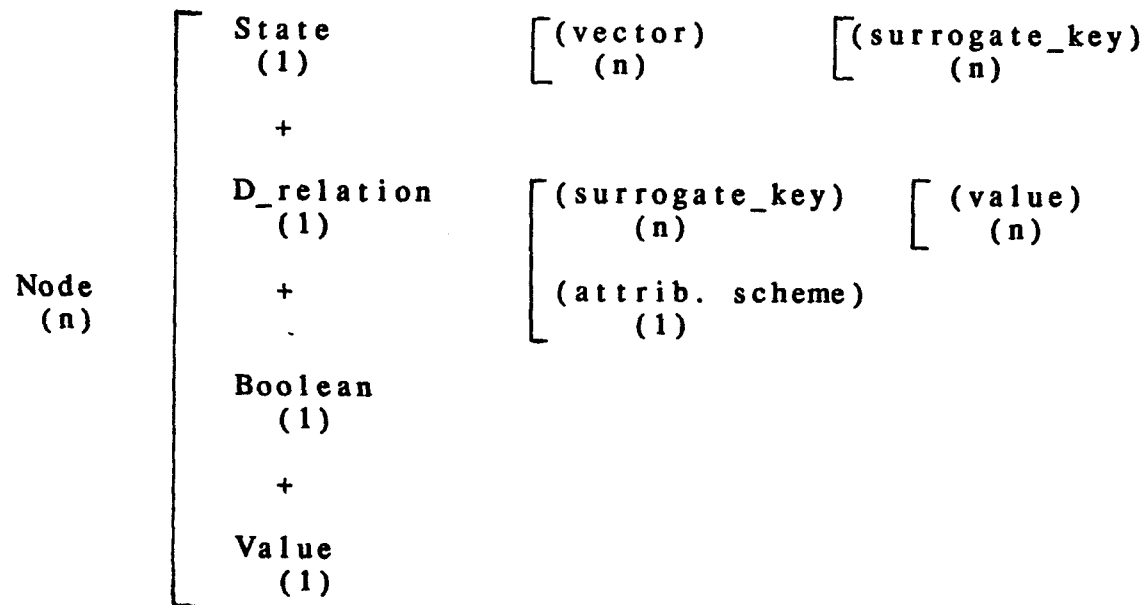 State (vector) (surrogate_key)
(1) (n) (n)
+
D_relation (surrogate_key) (value)
(1) (n) (n)
Node + (attrib. scheme)
(n) (1)
Boolean
(1)
+
Value
(1)